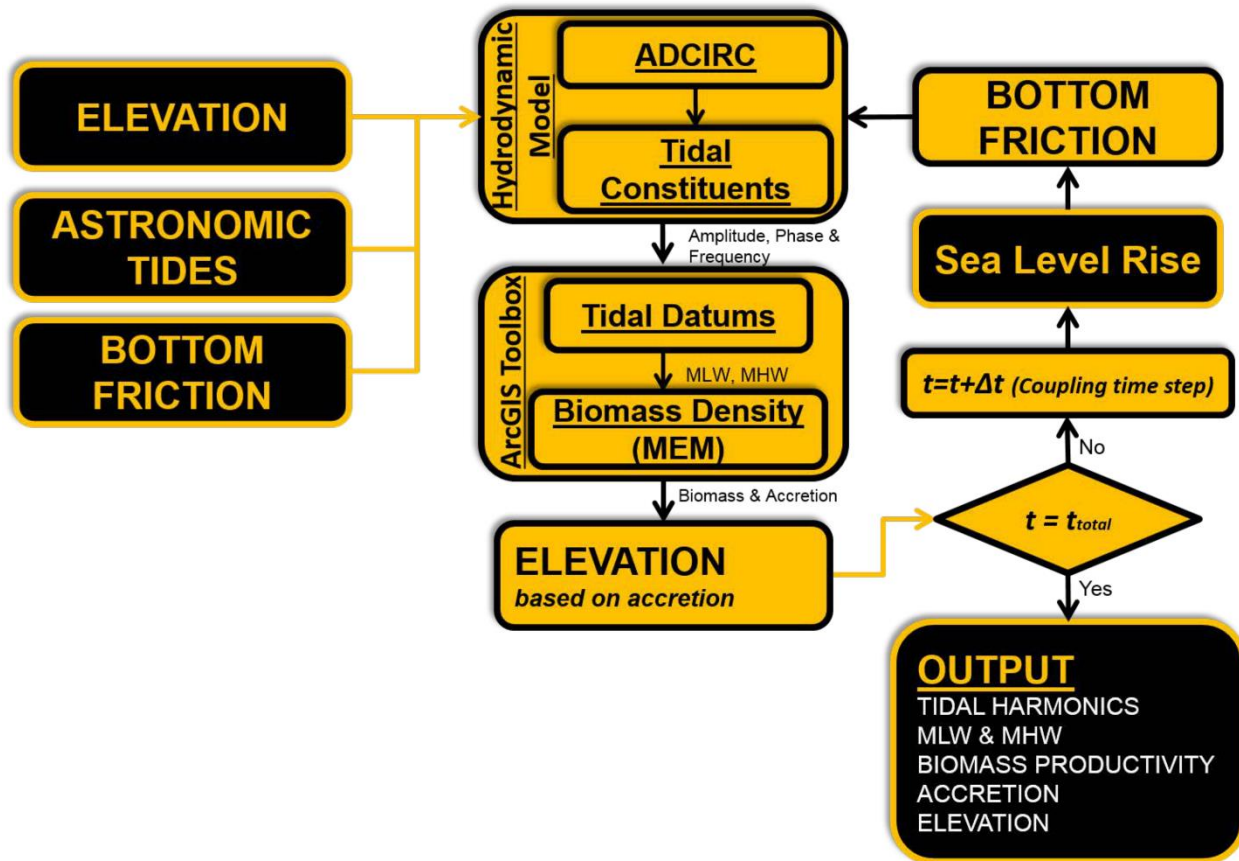 ELEVATION
ASTRONOMIC
TIDES
BOTTOM
FRICTION
Hydrodynamic
Model
ADCIRC
Tidal
Constituents
Amplitude, Phase &
Frequency
ArcGIS Toolbox
Tidal Datums
MLW, MHW
Biomass Density
(MEM)
Biomass & Accretion
ELEVATION
based on accretion
BOTTOM
FRICTION
Sea Level Rise
t=t+Δt (Coupling time step)
No
t = ttotal
Yes
OUTPUT
TIDAL HARMONICS
MLW & MHW
BIOMASS PRODUCTIVITY
ACCRETION
ELEVATION